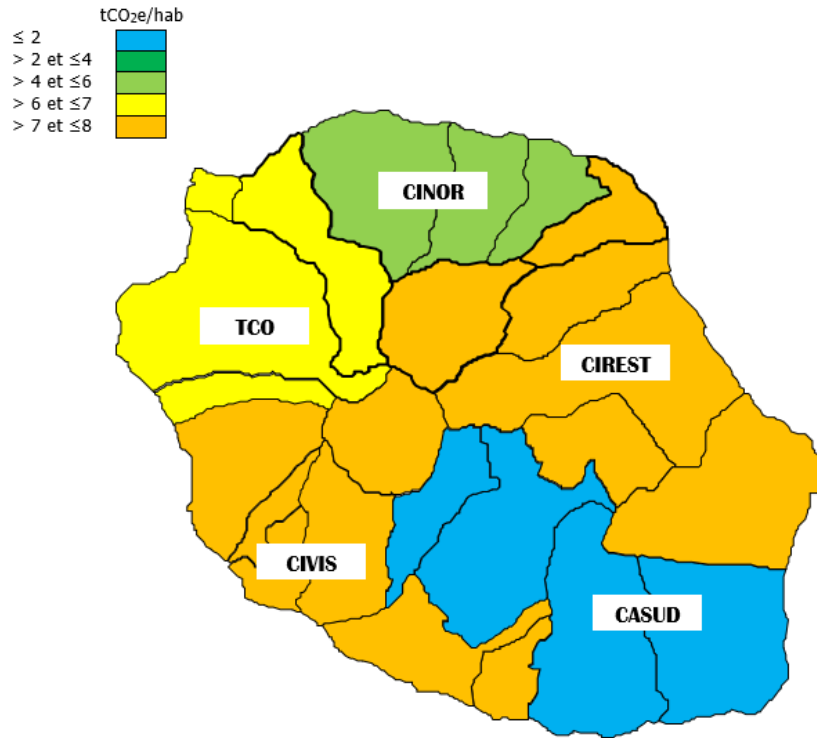 tCO₂e/hab
≤ 2
> 2 et ≤4
> 4 et ≤6
> 6 et ≤7
> 7 et ≤8
CINOR
TCO
CIREST
CIVIS
CASUD